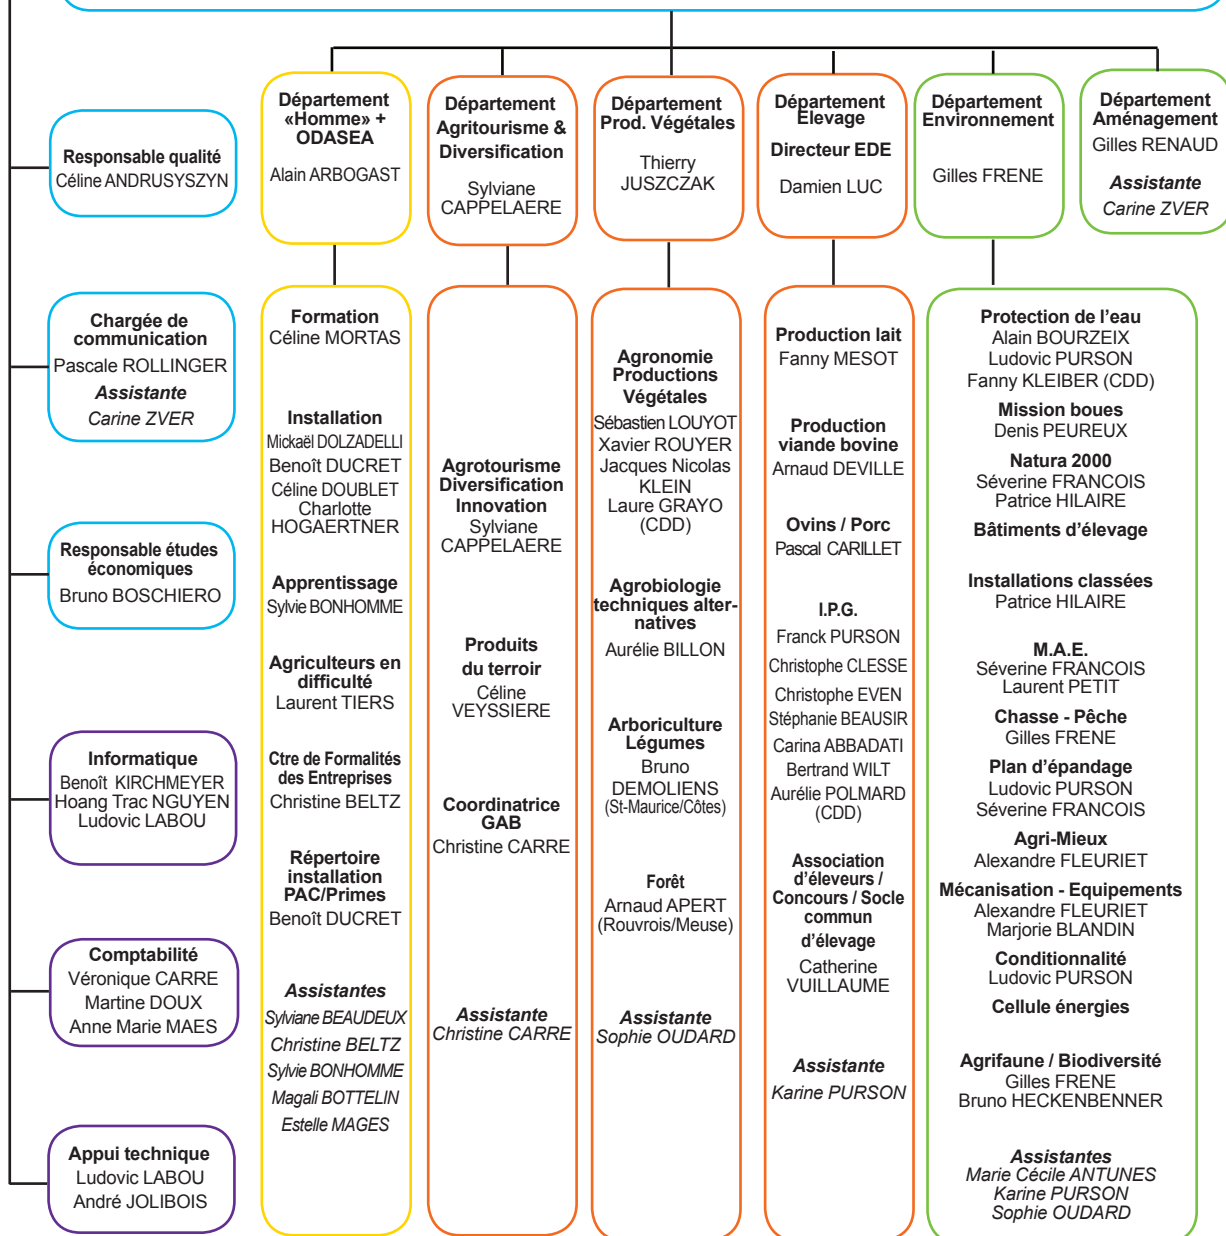 Responsable qualité
Céline ANDRUSYSZYN
Chargée de
communication
Pascale ROLLINGER
Assistante
Carine ZVER
Responsable études
économiques
Bruno BOSCHIERO
Informatique
Benoît KIRCHMEYER
Hoang Trac NGUYEN
Ludovic LABOU
Comptabilité
Véronique CARRE
Martine DOUX
Anne Marie MAES
Appui technique
Ludovic LABOU
André JOLIBOIS
Département
«Homme» +
ODASEA
Alain ARBOGAST
Formation
Céline MORTAS
Installation
Mickaël DOLZADELLI
Benoît DUCRET
Céline DOUBLET
Charlotte
HOGAERTNER
Apprentissage
Sylvie BONHOMME
Agriculteurs en
difficulté
Laurent TIERS
Ctre de Formalités
des Entreprises
Christine BELTZ
Répertoire
installation
PAC/Primes
Benoît DUCRET
Assistantes
Sylviane BEAUDEUX
Christine BELTZ
Sylvie BONHOMME
Magali BOTTELIN
Estelle MAGES
Département
Agritourisme &
Diversification
Sylviane
CAPPELAERE
Agrotourisme
Diversification
Innovation
Sylviane
CAPPELAERE
Produits
du terroir
Céline
VEYSSIERE
Coordinatrice
GAB
Christine CARRE
Assistante
Christine CARRE
Département
Prod. Végétales
Thierry
JUSZCZAK
Agronomie
Productions
Végétales
Sébastien LOUYOT
Xavier ROUYER
Jacques Nicolas
KLEIN
Laure GRAYO
(CDD)
Agrobiologie
techniques alter-
natives
Aurélie BILLON
Arboriculture
Légumes
Bruno
DEMOLIENS
(St-Maurice/Côtes)
Forêt
Arnaud APERT
(Rouvrois/Meuse)
Assistante
Sophie OUDARD
Département
Elevage
Directeur EDE
Damien LUC
Production lait
Fanny MESOT
Production
viande bovine
Arnaud DEVILLE
Ovins / Porc
Pascal CARILLET
I.P.G.
Franck PURSON
Christophe CLESSE
Christophe EVEN
Stéphanie BEAUSIR
Carina ABBADATI
Bertrand WILT
Aurélie POLMARD
(CDD)
Association
d’éleveurs /
Concours / Socle
commun
d’élevage
Catherine
VUILLAUME
Assistante
Karine PURSON
Département
Environnement
Gilles FRENE
Protection de l’eau
Alain BOURZEIX
Ludovic PURSON
Fanny KLEIBER (CDD)
Mission boues
Denis PEUREUX
Natura 2000
Séverine FRANCOIS
Patrice HILAIRE
Bâtiments d’élevage
Installations classées
Patrice HILAIRE
M.A.E.
Séverine FRANCOIS
Laurent PETIT
Chasse - Pêche
Gilles FRENE
Plan d’épandage
Ludovic PURSON
Séverine FRANCOIS
Agri-Mieux
Alexandre FLEURIET
Mécanisation - Equipements
Alexandre FLEURIET
Marjorie BLANDIN
Conditionnalité
Ludovic PURSON
Cellule énergies
Agrifaune / Biodiversité
Gilles FRENE
Bruno HECKENBENNER
Assistantes
Marie Cécile ANTUNES
Karine PURSON
Sophie OUDARD
Département
Aménagement
Gilles RENAUD
Assistante
Carine ZVER